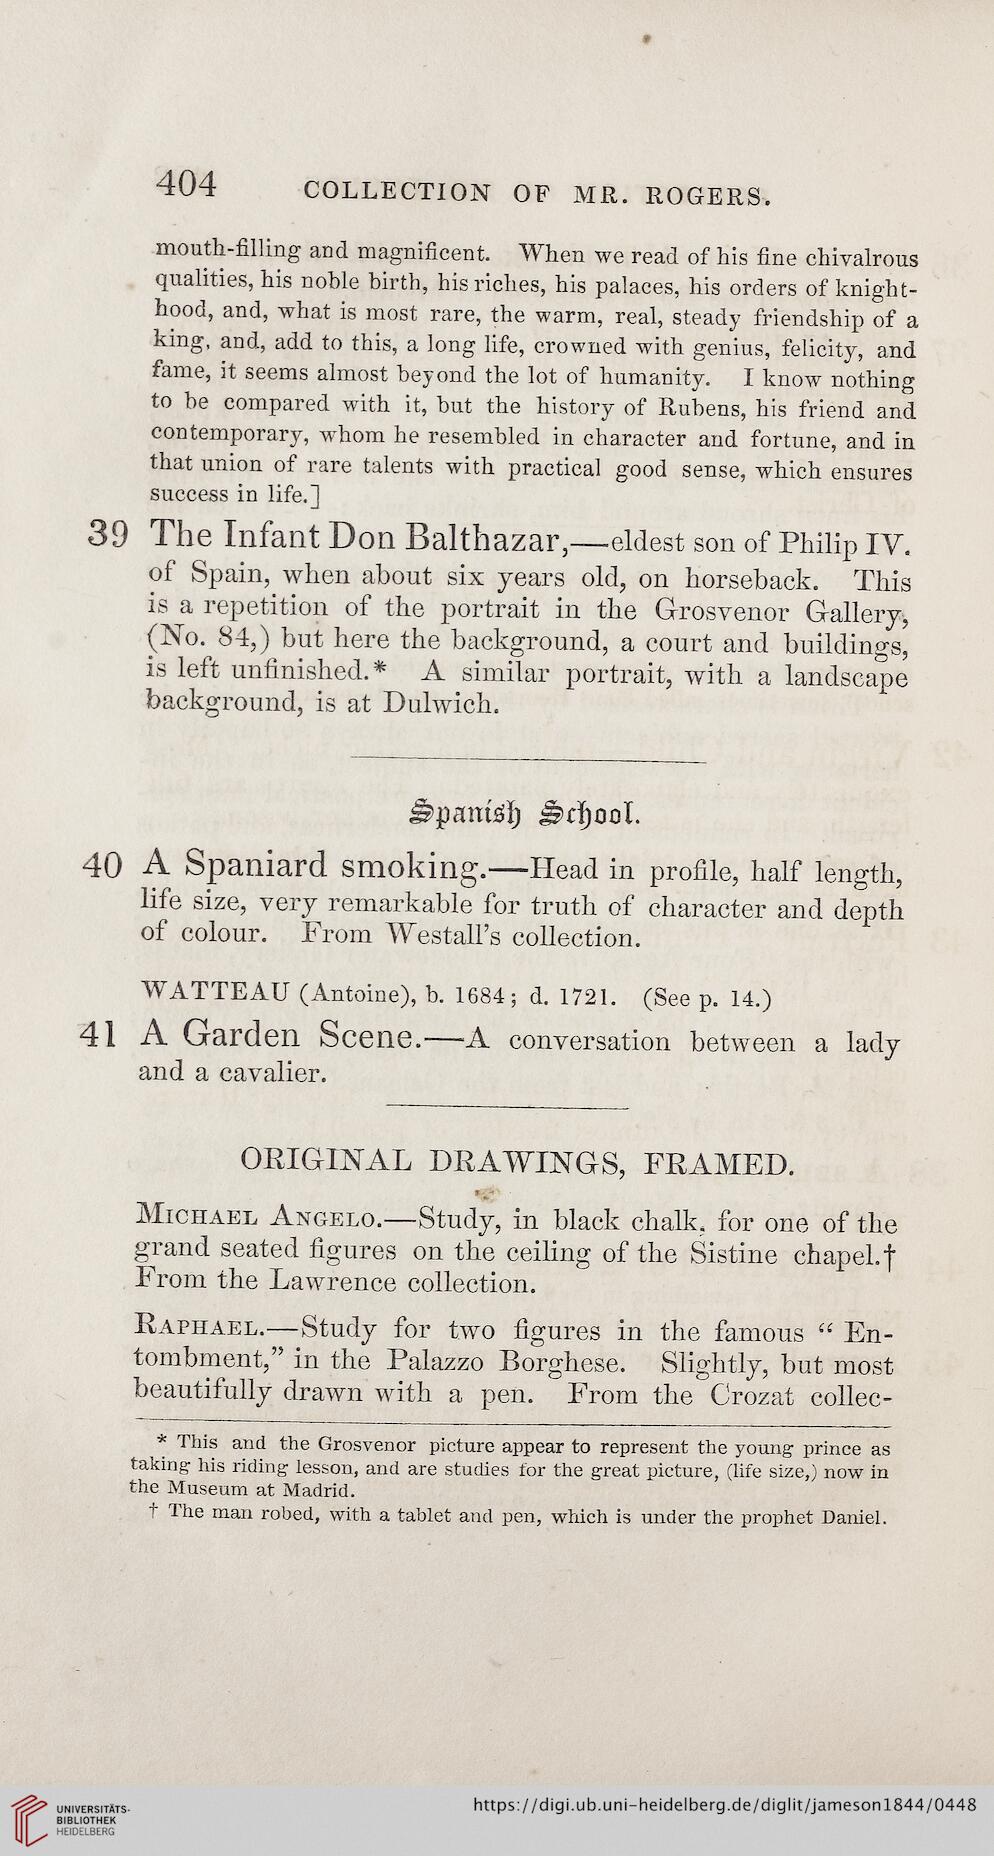 404 COLLECTION OF MR. ROGERS.
mouth-filling and magnificent. When we read of his fine chivalrous
qualities, his noble birth, his riches, his palaces, his orders of knight-
hood, and, what is most rare, the warm, real, steady friendship of a
king, and, add to this, a long life, crowned with genius, felicity, and
fame, it seems almost beyond the lot of humanity. I know nothing
to be compared with it, but the history of Rubens, his friend and
contemporary, whom he resembled in character and fortune, and in
that union of rare talents with practical good sense, which ensures
success in life.]
39 The Infant Don Balthazar,—eldest son of Philip IV.
of Spain, when about six years old, on horseback. This
is a repetition of the portrait in the Grosvenor Gallery,
(No. 84,) but here the background, a court and buildings,
is left unfinished.* A similar portrait, with a landscape
background, is at Dulwich.
Spanish School.
40 A Spaniard smoking.—Head in profile, half length,
life size, very remarkable for truth of character and depth
of colour. From Westall's collection.
WATTEAU (Antoine), b. 1684; d. 1721. (See p. 14.)
41 A Garden Scene.—A conversation between a lady
and a cavalier.
ORIGINAL DRAWINGS, FRAMED.
MICHAEL ANGELO.—Study, in black chalk, for one of the
grand seated figures on the ceiling of the Sistine chapel.†
From the Lawrence collection.
RAPHAEL.—Study for two figures in the famous “ En-
tombment,” in the Palazzo Borghese. Slightly, but most
beautifully drawn with a pen. From the Crozat collec-
* This and the Grosvenor picture appear to represent the young prince as
taking his riding lesson, and are studies for the great picture, (life size,) now in
the Museum at Madrid.
† The man robed, with a tablet and pen, which is under the prophet Daniel.
UNIVERSITÄTS-
BIBLIOTHEK
HEIDELBERG
https://digi.ub.uni-heidelberg.de/diglit/jameson1844/0448